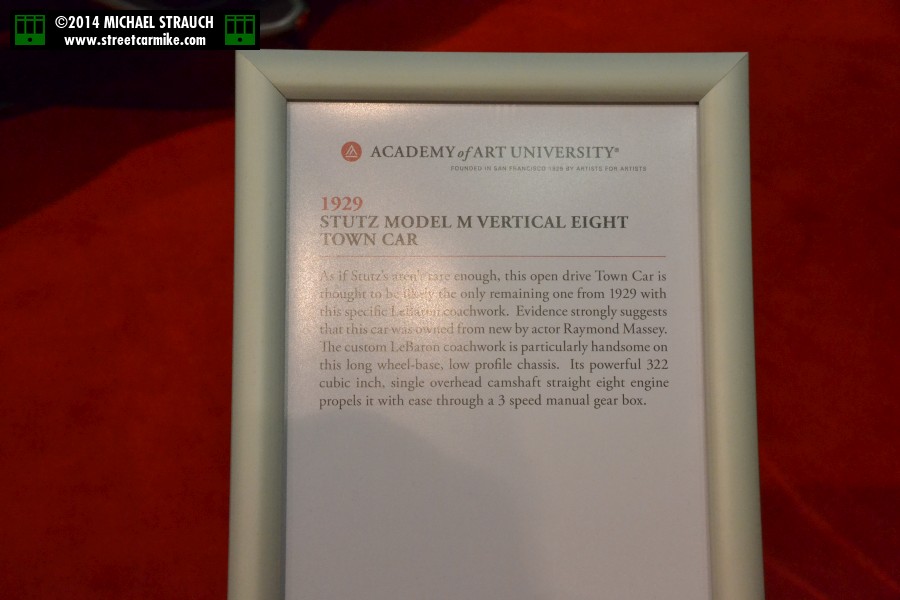 ©2014 MICHAEL STRAUCH
www.streetcarmike.com
ACADEMY of ART UNIVERSITY®
FOUNDED IN SAN FRANCISCO 1929 BY ARTISTS FOR ARTISTS
1929
STUTZ MODEL M VERTICAL EIGHT
TOWN CAR
As if Stutz's aren't rare enough, this open drive Town Car is
thought to be likely the only remaining one from 1929 with
this specific LeBaron coachwork. Evidence strongly suggests
that this car was owned from new by actor Raymond Massey.
The custom LeBaron coachwork is particularly handsome on
this long wheel-base, low profile chassis. Its powerful 322
cubic inch, single overhead camshaft straight eight engine
propels it with ease through a 3 speed manual gear box.